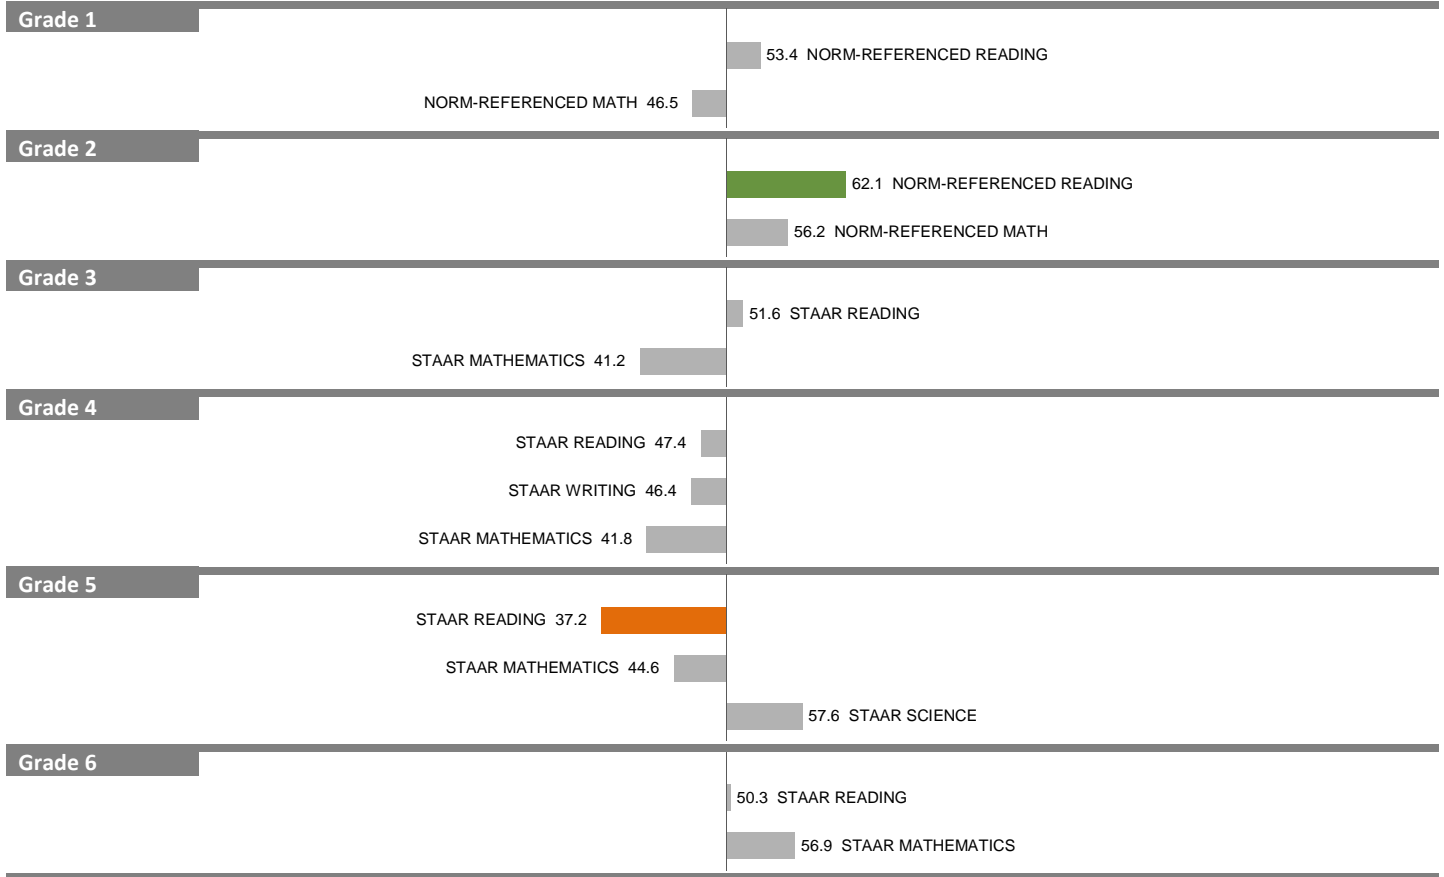 Grade 1
53.4 NORM-REFERENCED READING
NORM-REFERENCED MATH 46.5
Grade 2
62.1 NORM-REFERENCED READING
56.2 NORM-REFERENCED MATH
Grade 3
51.6 STAAR READING
STAAR MATHEMATICS 41.2
Grade 4
STAAR READING 47.4
STAAR WRITING 46.4
STAAR MATHEMATICS 41.8
Grade 5
STAAR READING 37.2
STAAR MATHEMATICS 44.6
57.6 STAAR SCIENCE
Grade 6
50.3 STAAR READING
56.9 STAAR MATHEMATICS